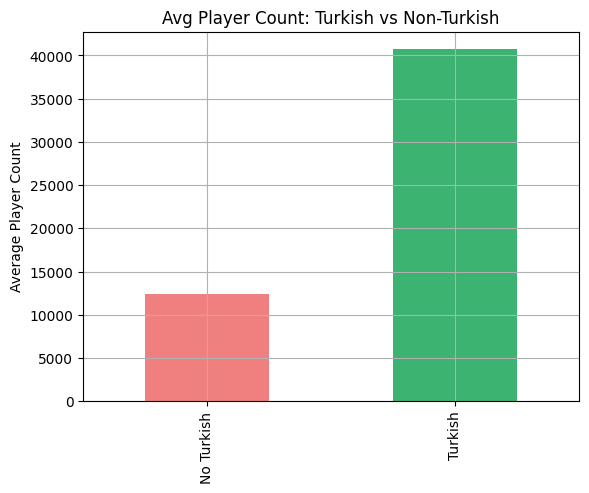 Avg Player Count: Turkish vs Non-Turkish
Average Player Count
40000
35000
30000
25000
20000
15000
10000
5000
0
No Turkish
Turkish